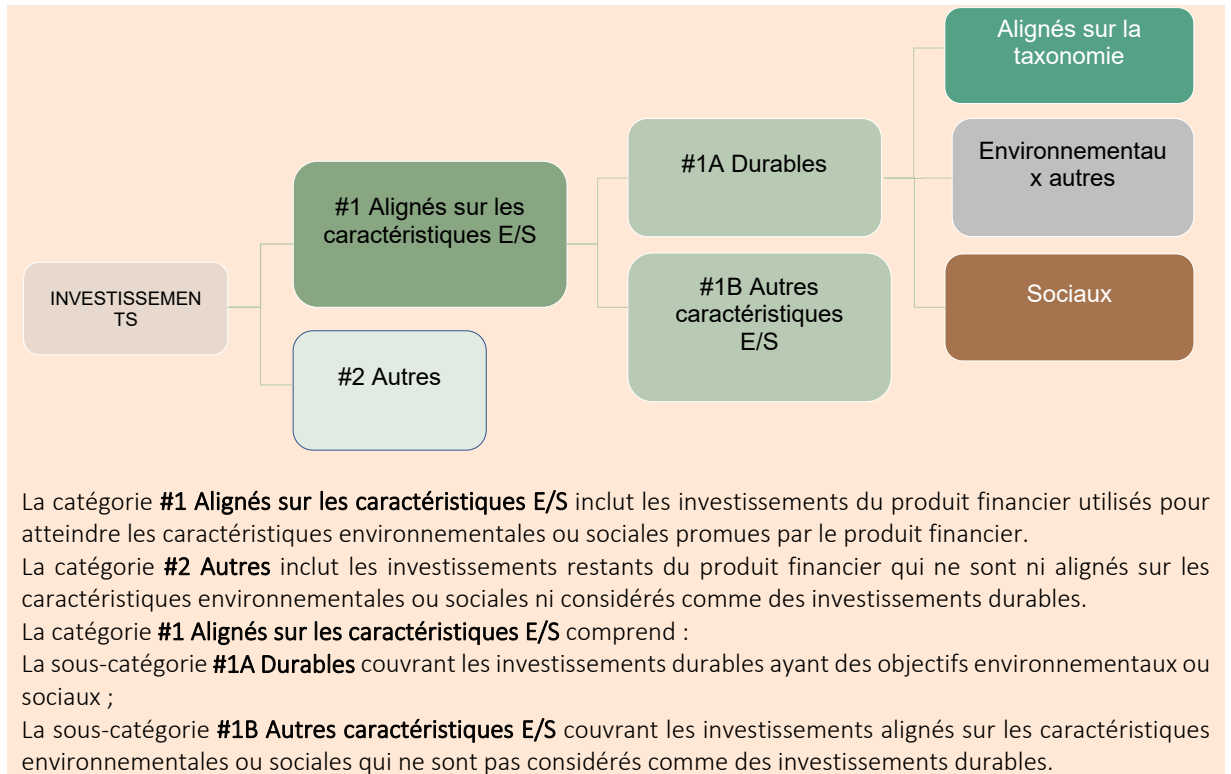 Alignés sur la
taxonomie
#1A Durables
Environnementau
x autres
#1 Alignés sur les
caractéristiques E/S
INVESTISSEMEN
TS
#1B Autres
caractéristiques
E/S
Sociaux
#2 Autres
La catégorie #1 Alignés sur les caractéristiques E/S inclut les investissements du produit financier utilisés pour
atteindre les caractéristiques environnementales ou sociales promues par le produit financier.
La catégorie #2 Autres inclut les investissements restants du produit financier qui ne sont ni alignés sur les
caractéristiques environnementales ou sociales ni considérés comme des investissements durables.
La catégorie #1 Alignés sur les caractéristiques E/S comprend :
La sous-catégorie #1A Durables couvrant les investissements durables ayant des objectifs environnementaux ou
sociaux ;
La sous-catégorie #1B Autres caractéristiques E/S couvrant les investissements alignés sur les caractéristiques
environnementales ou sociales qui ne sont pas considérés comme des investissements durables.